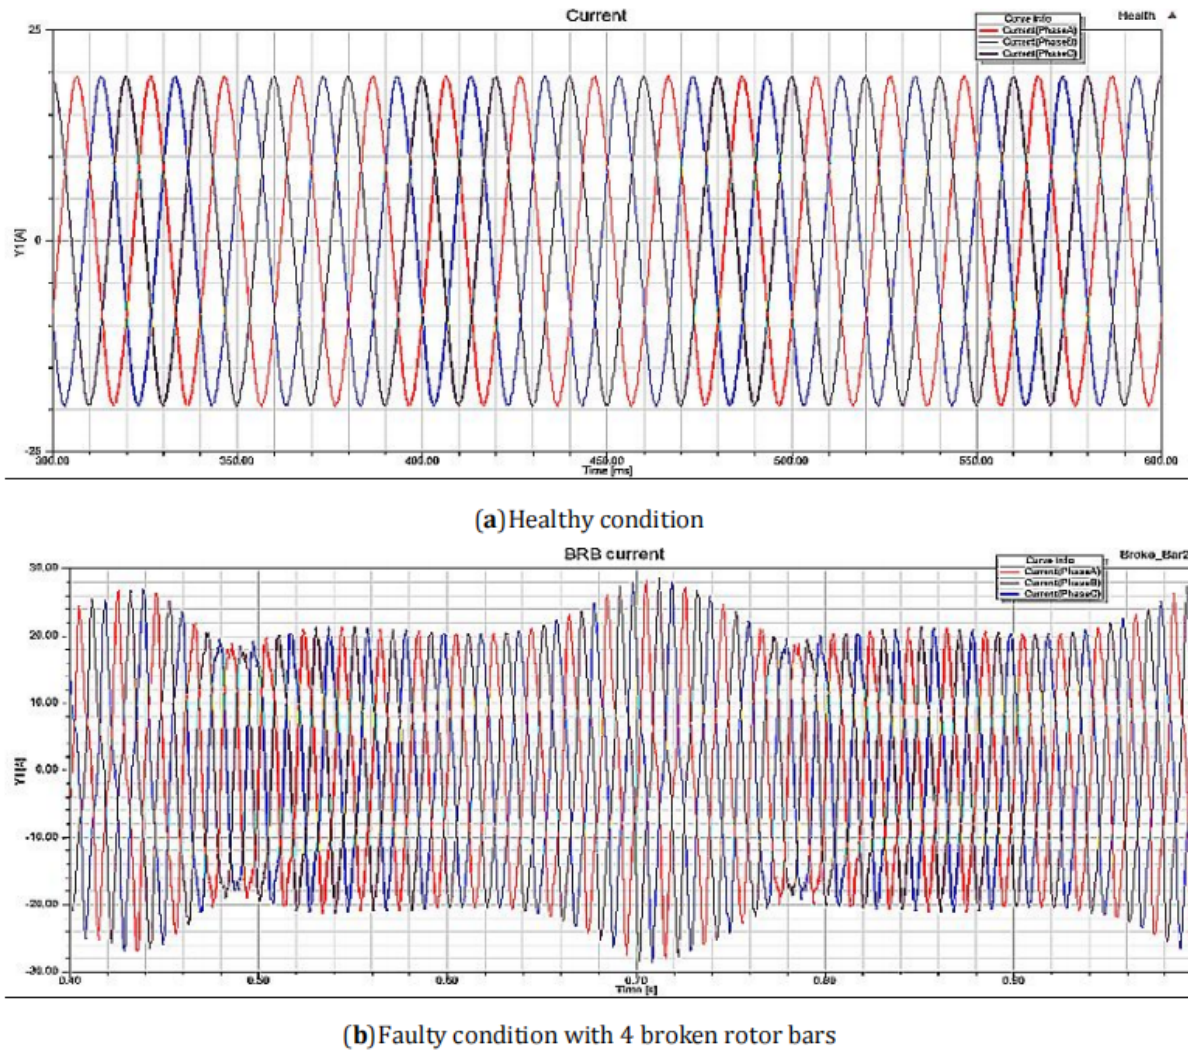 Current
Health
25
Curve Info
Current(PhaseA)
Current(PhaseB)
Current(PhaseC)
Y1[A]
0
-25
300.00 350.00 400.00 450.00 500.00 550.00 600.00
Time [ms]
(a)Healthy condition
BRB current
Broke_Bar2
30.00
Curve Info
Current(PhaseA)
Current(PhaseB)
Current(PhaseC)
20.00
10.00
Y1[A]
0.00
-10.00
-20.00
-30.00
0.40 0.50 0.60 0.70 0.80 0.90
Time [s]
(b)Faulty condition with 4 broken rotor bars